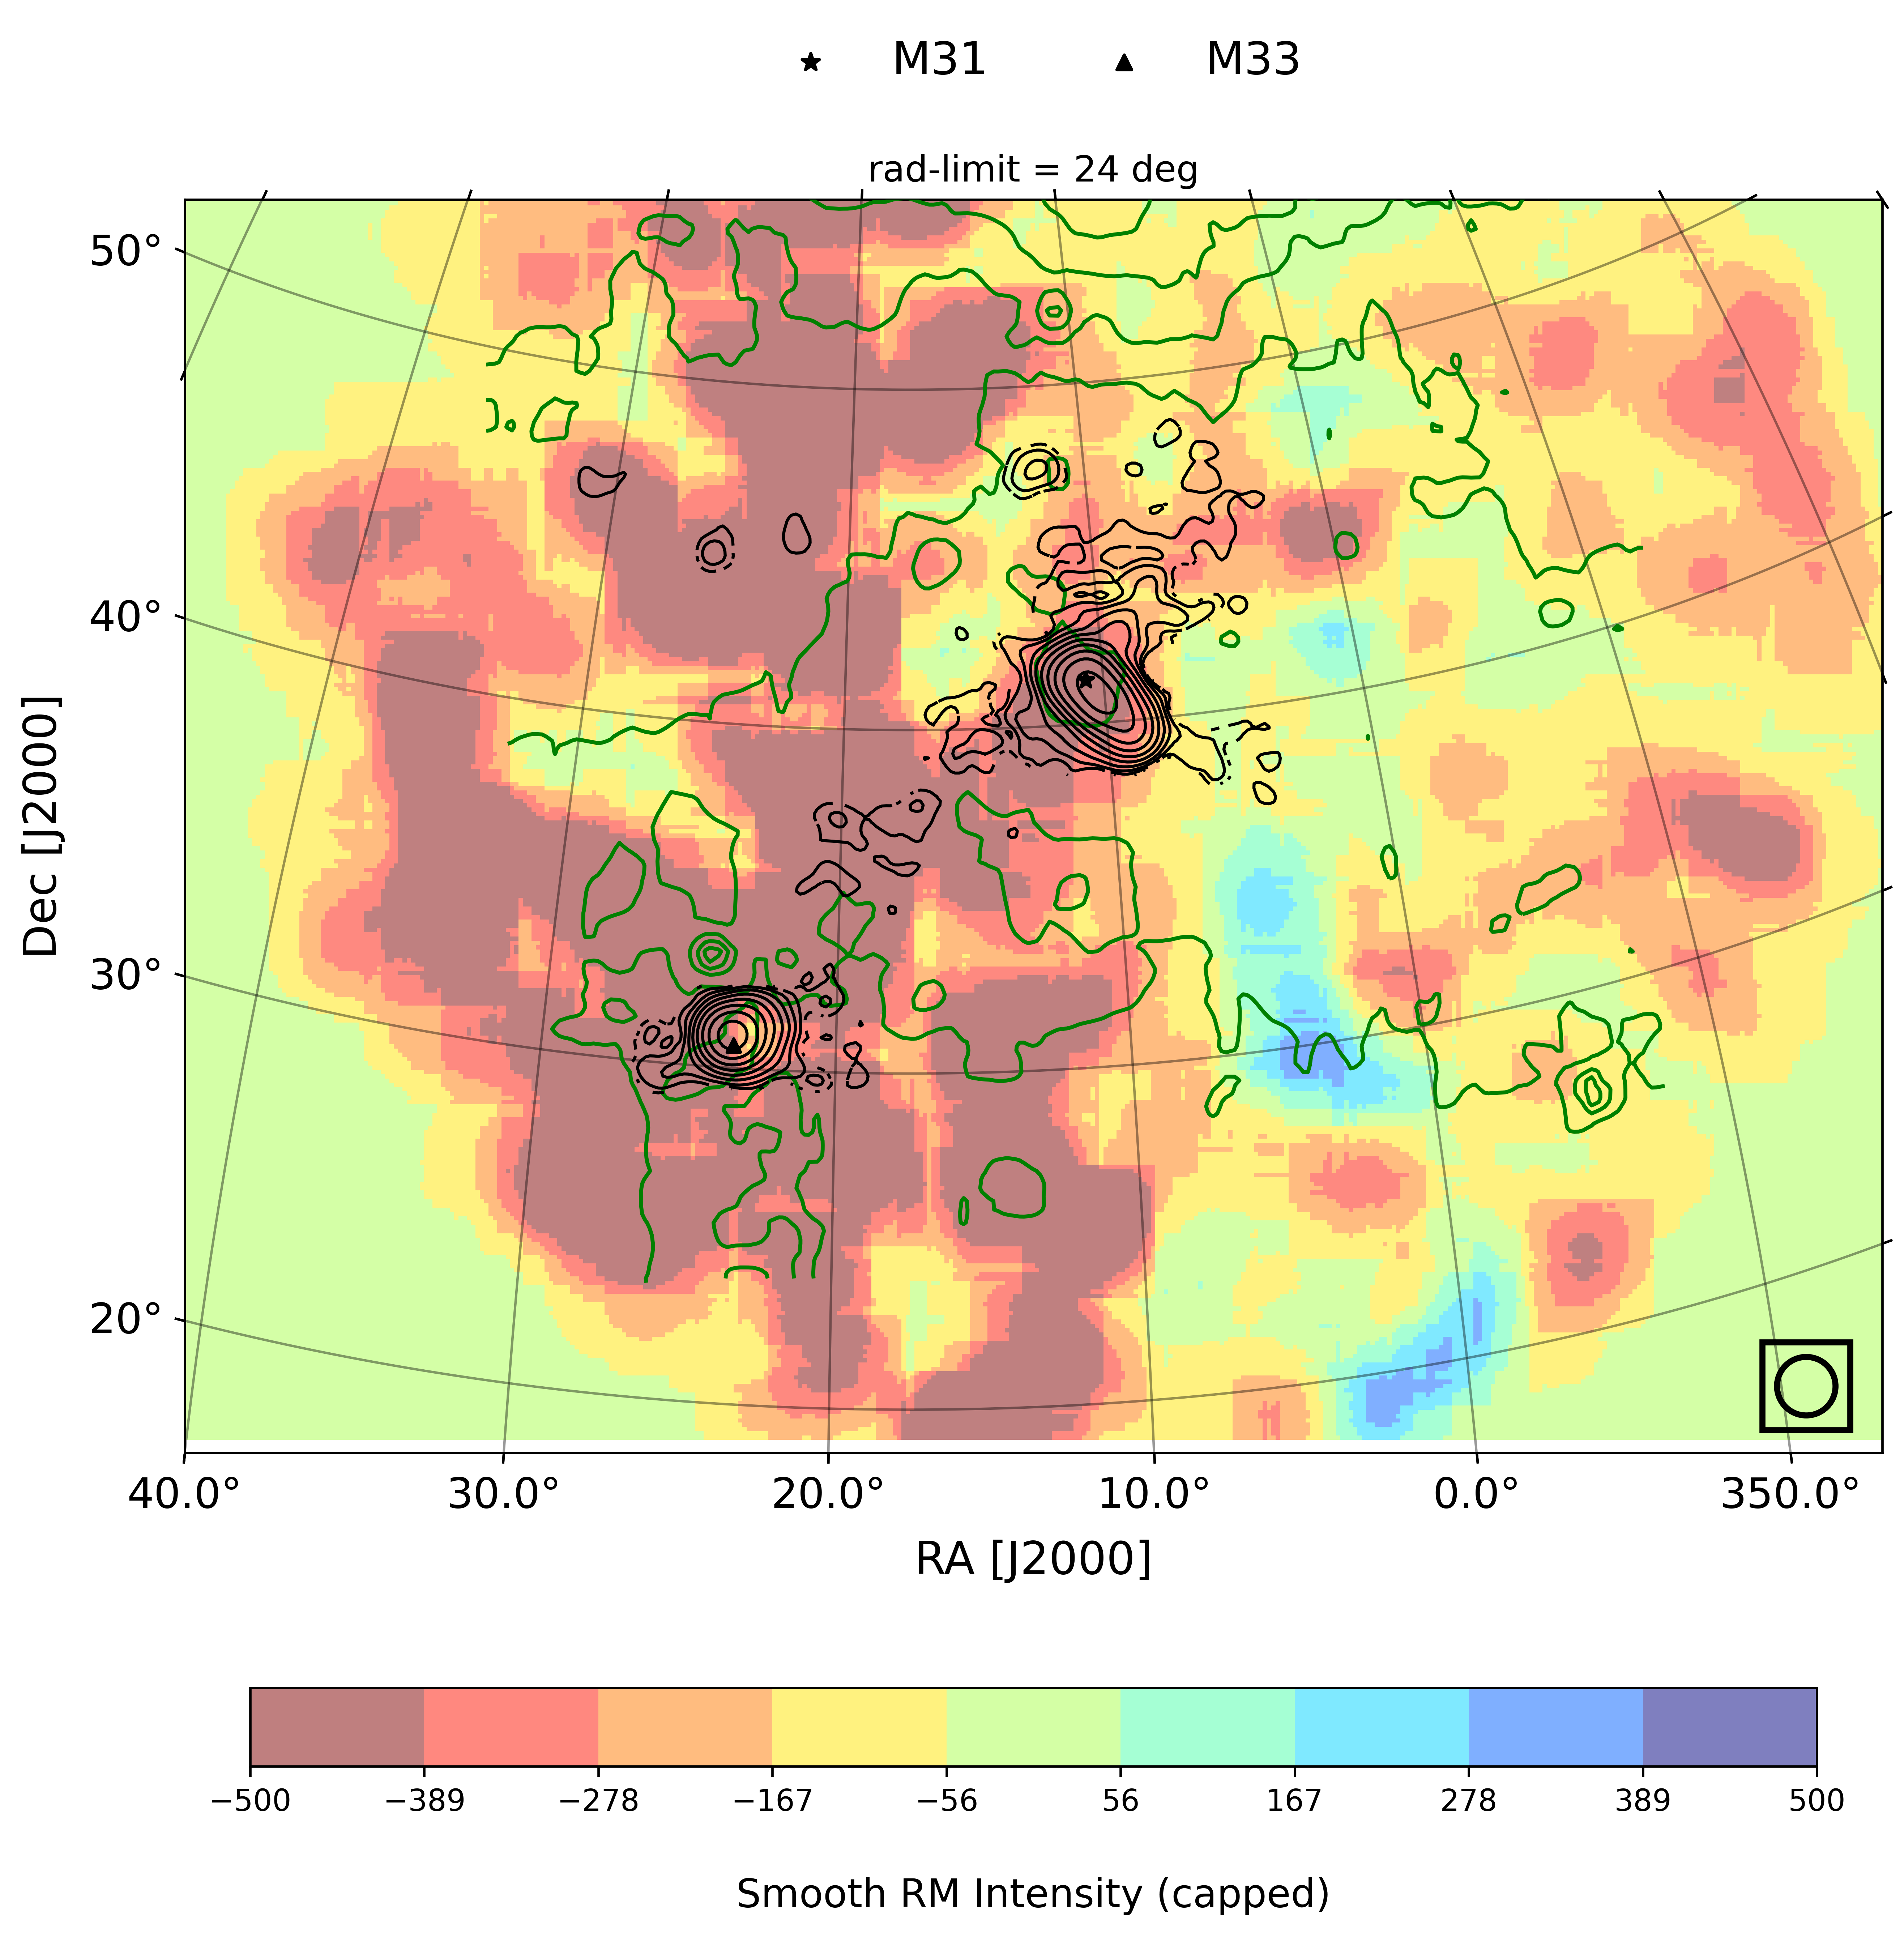 M31 M33
rad-limit = 24 deg
50°
40°
30°
20°
Dec [J2000]
40.0° 30.0° 20.0° 10.0° 0.0° 350.0°
RA [J2000]
−500 −389 −278 −167 −56 56 167 278 389 500
Smooth RM Intensity (capped)